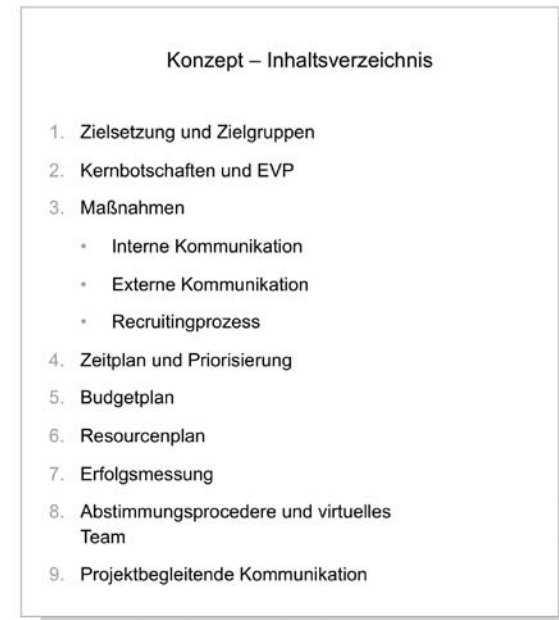 Konzept – Inhaltsverzeichnis
1. Zielsetzung und Zielgruppen
2. Kernbotschaften und EVP
3. Maßnahmen
• Interne Kommunikation
• Externe Kommunikation
• Recruitingprozess
4. Zeitplan und Priorisierung
5. Budgetplan
6. Resourcenplan
7. Erfolgsmessung
8. Abstimmungsprocedere und virtuelles
Team
9. Projektbegleitende Kommunikation